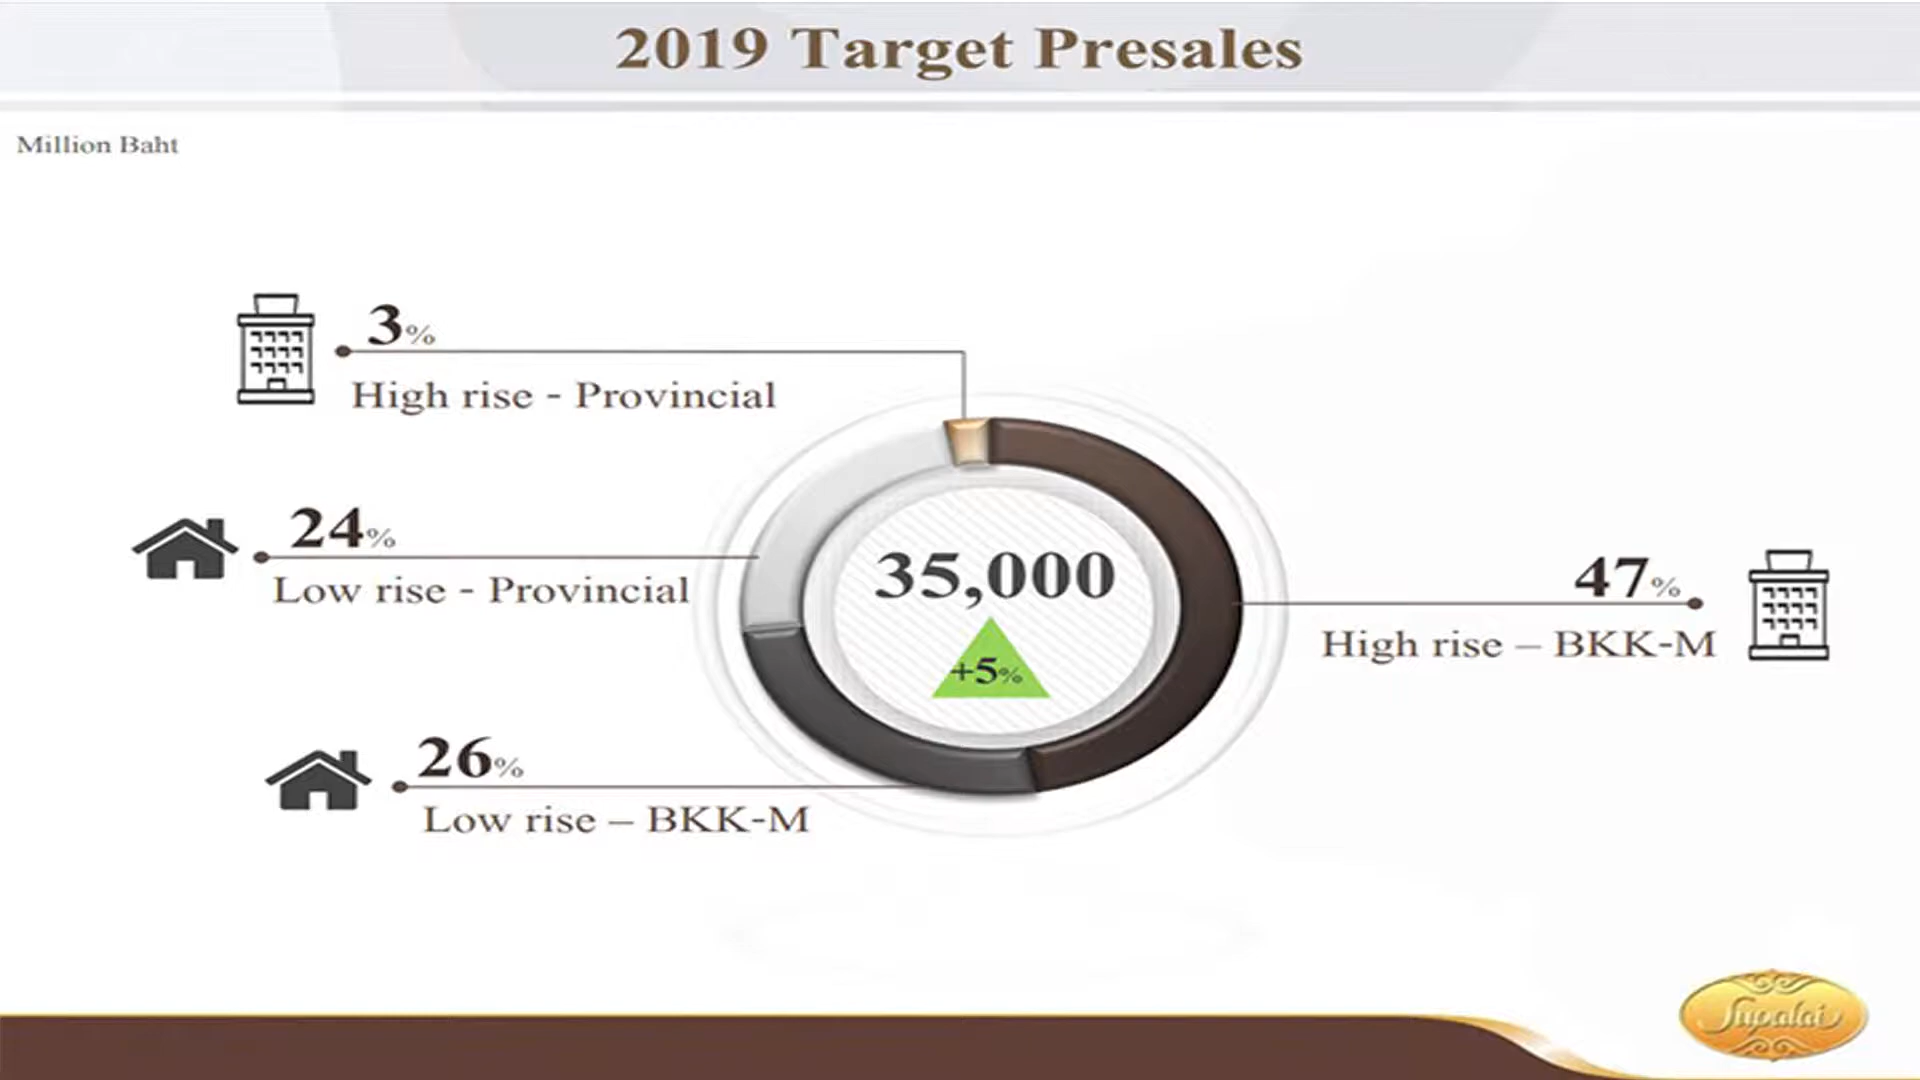 2019 Target Presales
Million Baht
3%
High rise - Provincial
24%
Low rise - Provincial
35,000
+5%
47%
High rise – BKK-M
26%
Low rise – BKK-M
Supalai